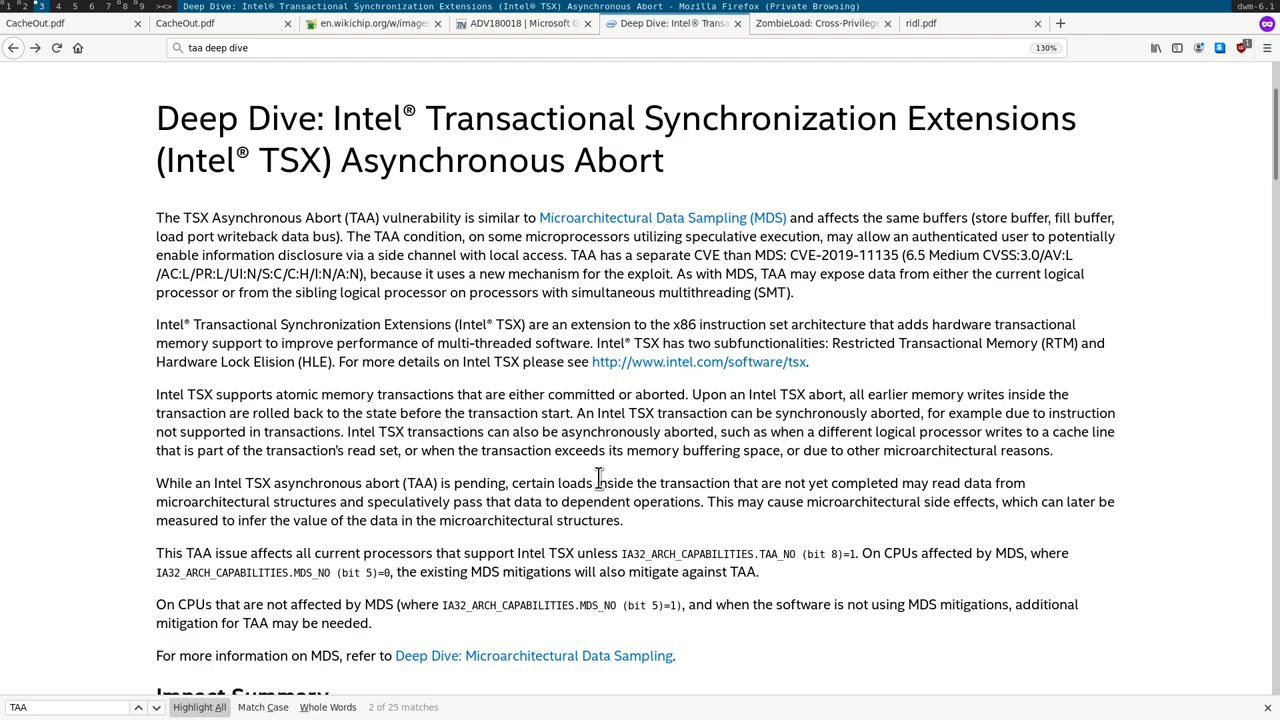 1 2 3 4 5 6 7 8 9 >< > Deep Dive: Intel® Transactional Synchronization Extensions (Intel® TSX) Asynchronous Abort - Mozilla Firefox (Private Browsing) dwm-6.1
CacheOut.pdf CacheOut.pdf en.wikichip.org/w/images ADV180018 | Microsoft G Deep Dive: Intel® Transa ZombieLoad: Cross-Privilege ridl.pdf
taa deep dive 130% 1
Deep Dive: Intel® Transactional Synchronization Extensions
(Intel® TSX) Asynchronous Abort
The TSX Asynchronous Abort (TAA) vulnerability is similar to Microarchitectural Data Sampling (MDS) and affects the same buffers (store buffer, fill buffer,
load port writeback data bus). The TAA condition, on some microprocessors utilizing speculative execution, may allow an authenticated user to potentially
enable information disclosure via a side channel with local access. TAA has a separate CVE than MDS: CVE-2019-11135 (6.5 Medium CVSS:3.0/AV:L
/AC:L/PR:L/UI:N/S:C/C:H/I:N/A:N), because it uses a new mechanism for the exploit. As with MDS, TAA may expose data from either the current logical
processor or from the sibling logical processor on processors with simultaneous multithreading (SMT).
Intel® Transactional Synchronization Extensions (Intel® TSX) are an extension to the x86 instruction set architecture that adds hardware transactional
memory support to improve performance of multi-threaded software. Intel® TSX has two subfunctionalities: Restricted Transactional Memory (RTM) and
Hardware Lock Elision (HLE). For more details on Intel TSX please see http://www.intel.com/software/tsx.
Intel TSX supports atomic memory transactions that are either committed or aborted. Upon an Intel TSX abort, all earlier memory writes inside the
transaction are rolled back to the state before the transaction start. An Intel TSX transaction can be synchronously aborted, for example due to instruction
not supported in transactions. Intel TSX transactions can also be asynchronously aborted, such as when a different logical processor writes to a cache line
that is part of the transaction's read set, or when the transaction exceeds its memory buffering space, or due to other microarchitectural reasons.
While an Intel TSX asynchronous abort (TAA) is pending, certain loads inside the transaction that are not yet completed may read data from
microarchitectural structures and speculatively pass that data to dependent operations. This may cause microarchitectural side effects, which can later be
measured to infer the value of the data in the microarchitectural structures.
This TAA issue affects all current processors that support Intel TSX unless IA32_ARCH_CAPABILITIES.TAA_NO (bit 8)=1. On CPUs affected by MDS, where
IA32_ARCH_CAPABILITIES.MDS_NO (bit 5)=0, the existing MDS mitigations will also mitigate against TAA.
On CPUs that are not affected by MDS (where IA32_ARCH_CAPABILITIES.MDS_NO (bit 5)=1), and when the software is not using MDS mitigations, additional
mitigation for TAA may be needed.
For more information on MDS, refer to Deep Dive: Microarchitectural Data Sampling.
Impact Summary
TAA Highlight All Match Case Whole Words 2 of 25 matches